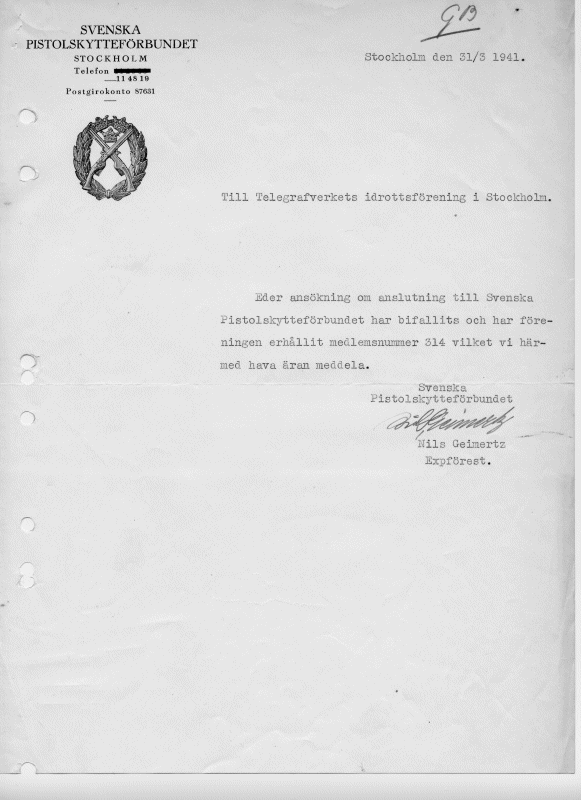 GB
SVENSKA
PISTOLSKYTTEFÖRBUNDET
STOCKHOLM
Telefon
11 48 19
Postgirokonto 87631
Stockholm den 31/3 1941.
Till Telegrafverkets idrottsförening i Stockholm.
Eder ansökning om anslutning till Svenska
Pistolskytteförbundet har bifallits och har före-
ningen erhållit medlemsnummer 314 vilket vi här-
med hava äran meddela.
Svenska
Pistolskytteförbundet
Nils Geimertz
Nils Geimertz
Expförest.